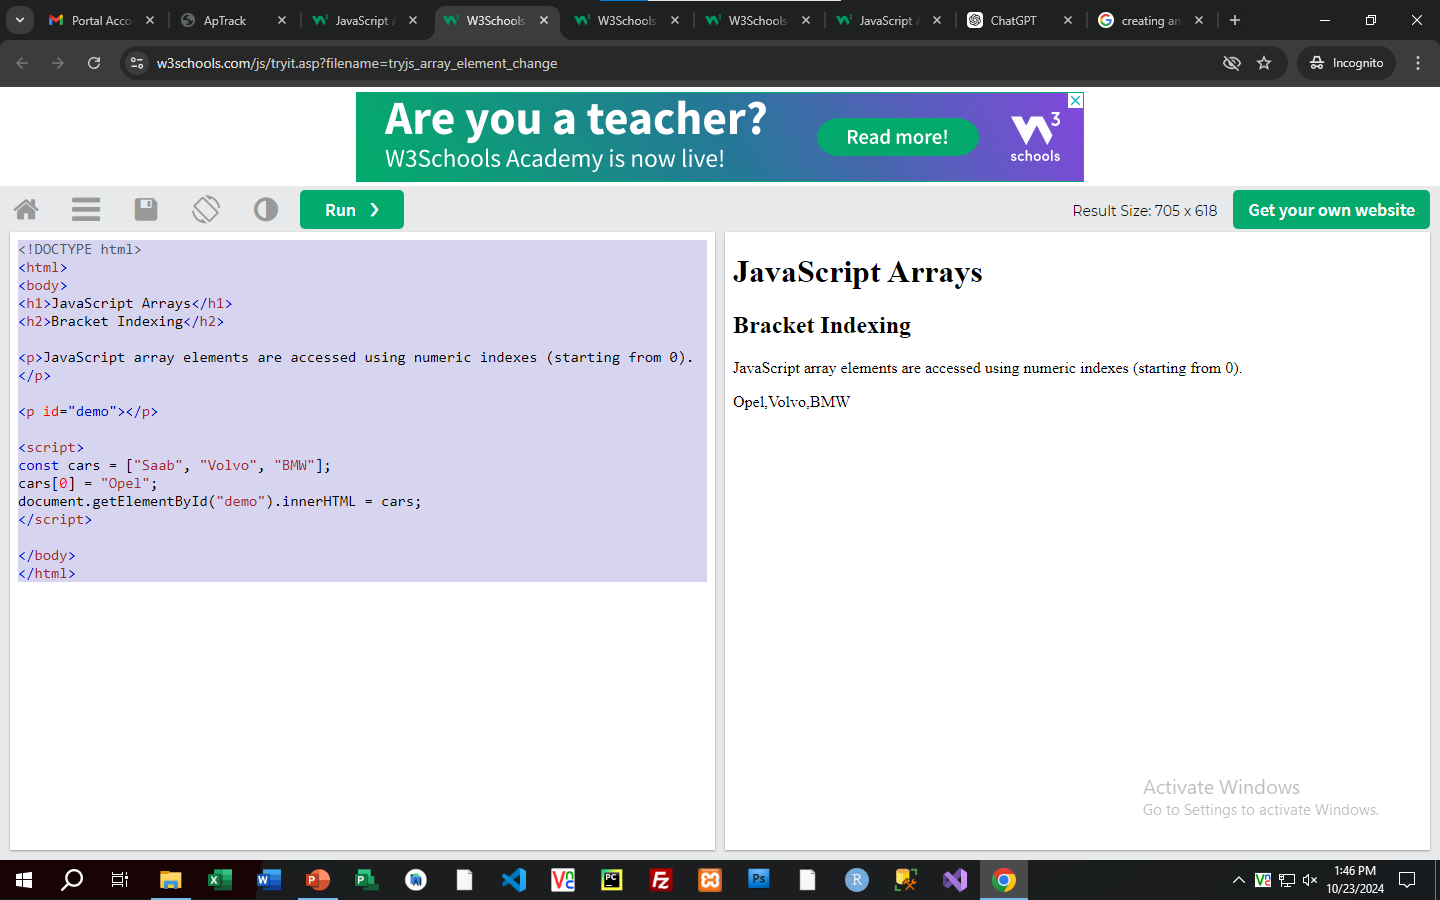 Portal Acco
ApTrack
JavaScript A
W3Schools
W3Schools
W3Schools
JavaScript A
ChatGPT
creating an
w3schools.com/js/tryit.asp?filename=tryjs_array_element_change
Incognito
Are you a teacher?
W3Schools Academy is now live!
Read more!
3
schools
Run ❯
Result Size: 705 x 618
Get your own website
<!DOCTYPE html>
<html>
<body>
<h1>JavaScript Arrays</h1>
<h2>Bracket Indexing</h2>
<p>JavaScript array elements are accessed using numeric indexes (starting from 0).
</p>
<p id="demo"></p>
<script>
const cars = ["Saab", "Volvo", "BMW"];
cars[0] = "Opel";
document.getElementById("demo").innerHTML = cars;
</script>
</body>
</html>
JavaScript Arrays
Bracket Indexing
JavaScript array elements are accessed using numeric indexes (starting from 0).
Opel,Volvo,BMW
Activate Windows
Go to Settings to activate Windows.
1:46 PM
10/23/2024